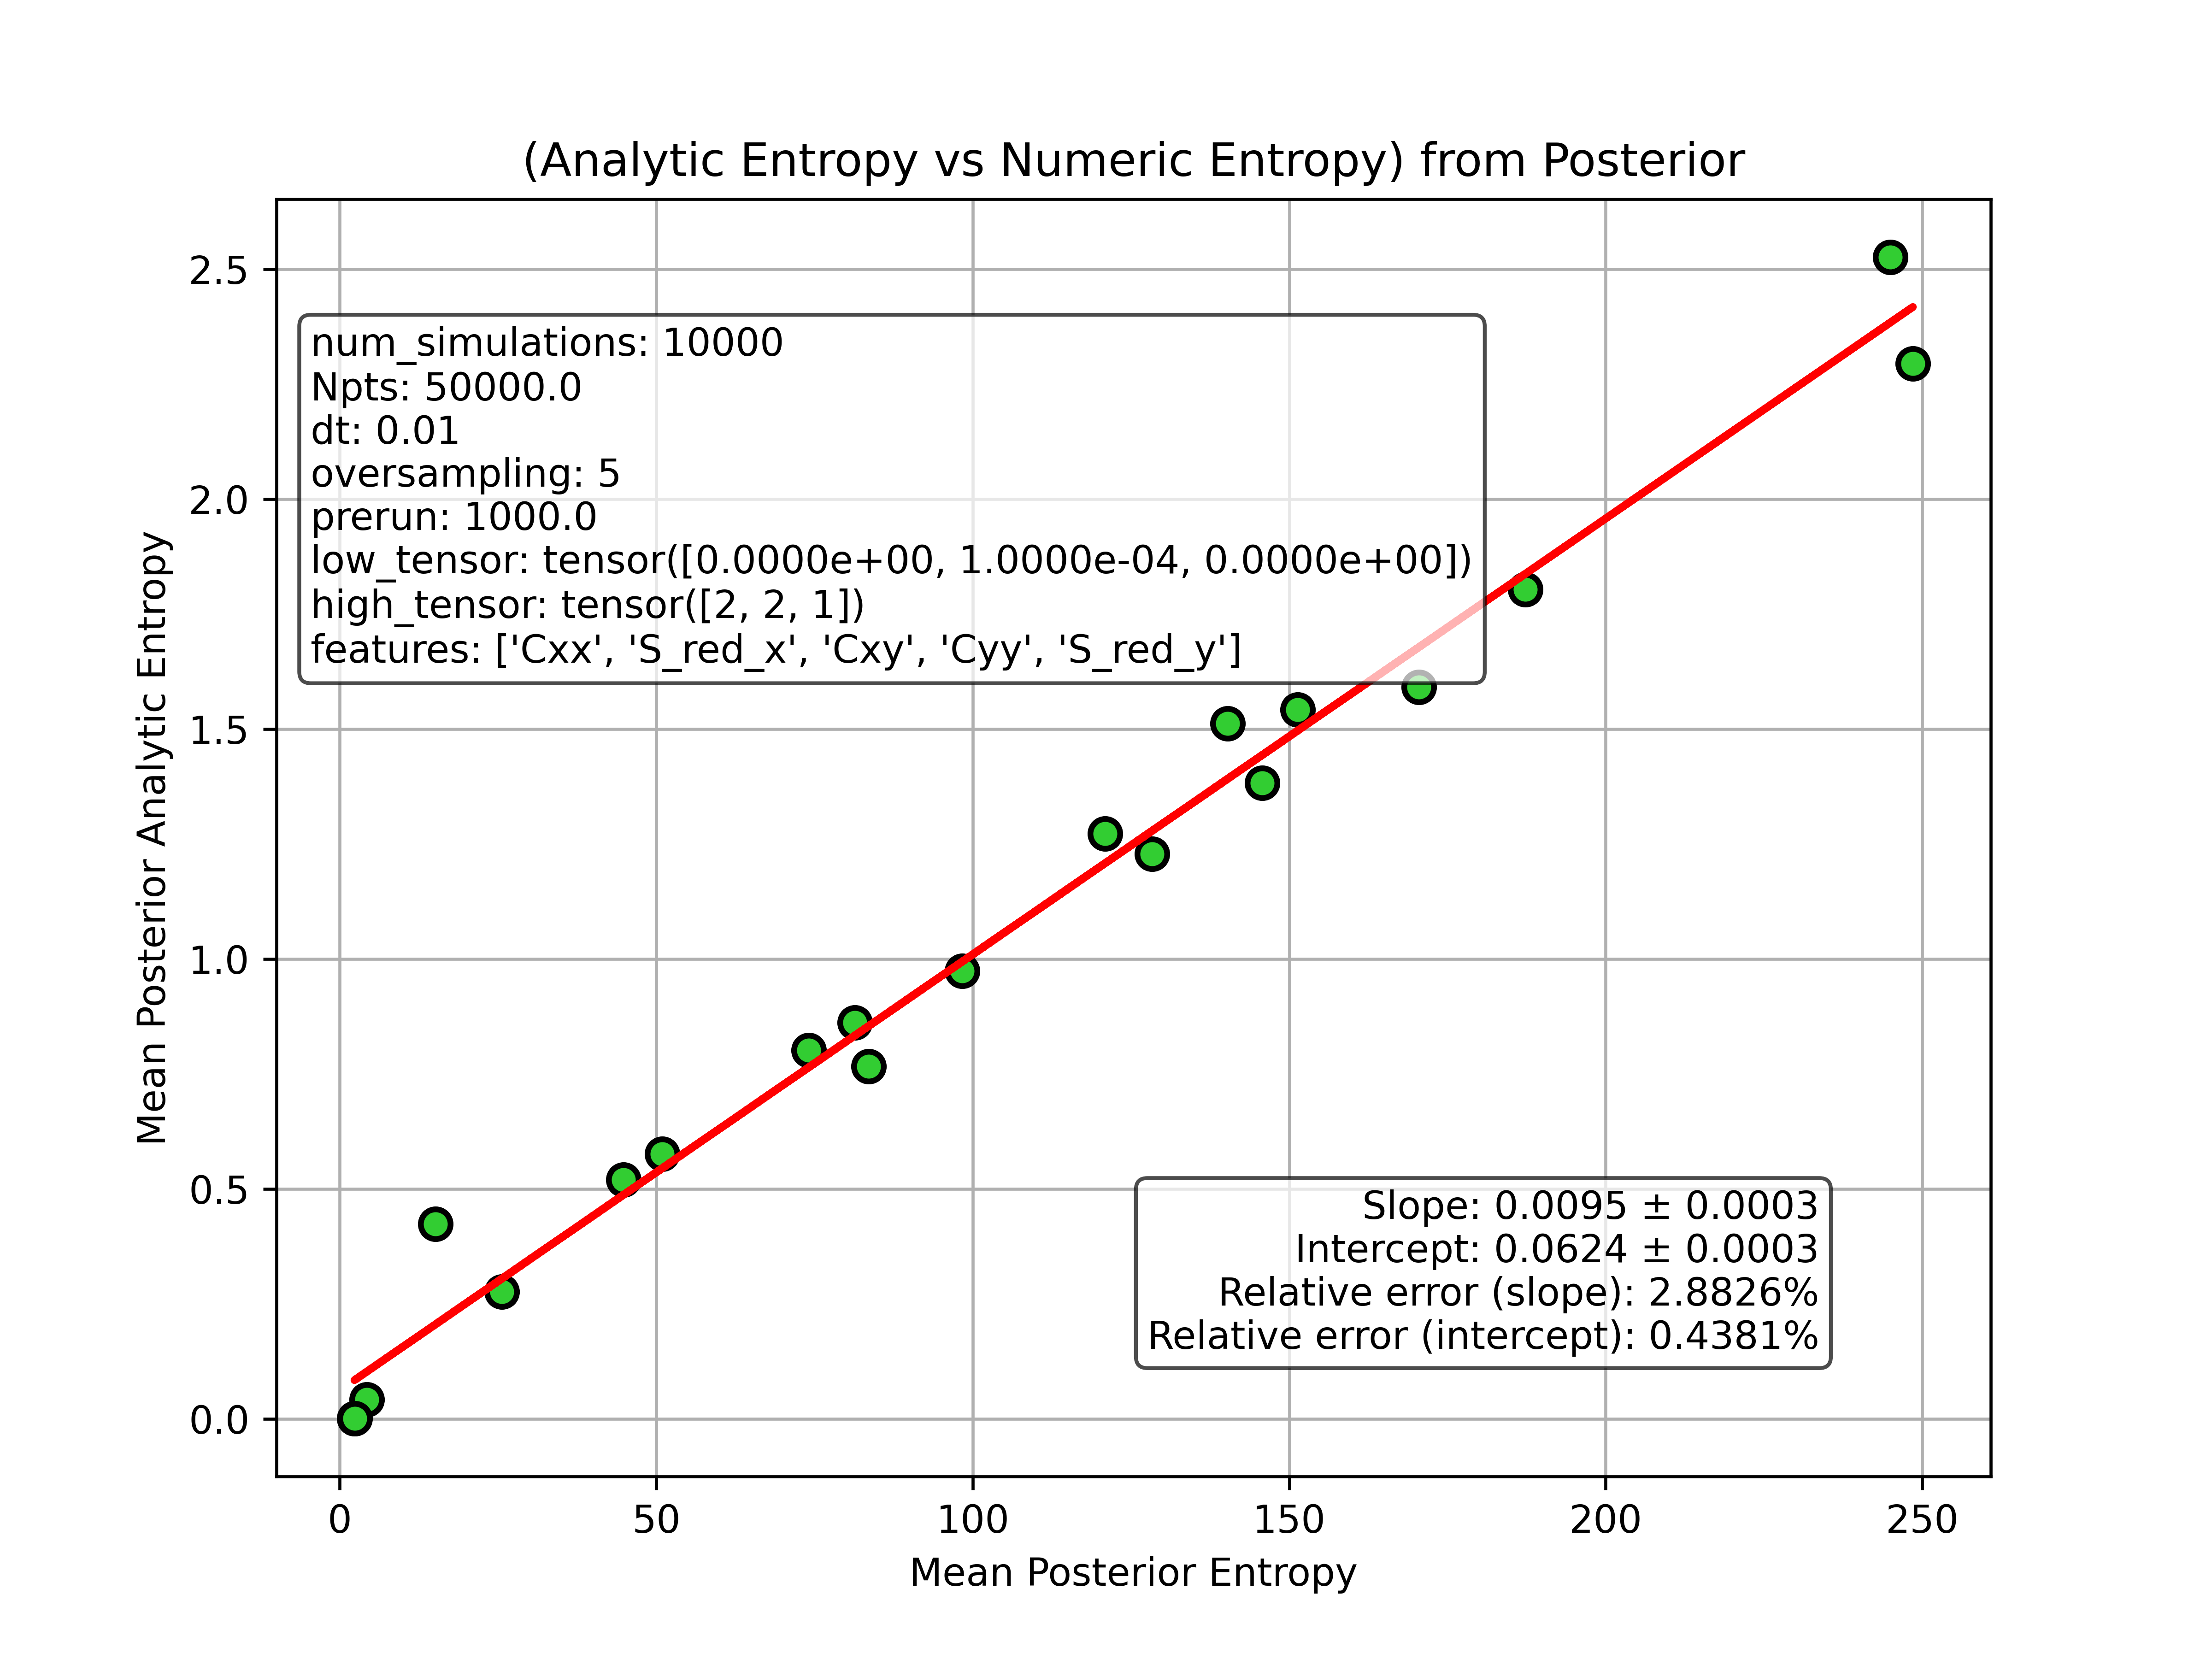 (Analytic Entropy vs Numeric Entropy) from Posterior
2.5
2.0
1.5
1.0
0.5
0.0
Mean Posterior Analytic Entropy
num_simulations: 10000
Npts: 50000.0
dt: 0.01
oversampling: 5
prerun: 1000.0
low_tensor: tensor([0.0000e+00, 1.0000e-04, 0.0000e+00])
high_tensor: tensor([2, 2, 1])
features: ['Cxx', 'S_red_x', 'Cxy', 'Cyy', 'S_red_y']
Slope: 0.0095 ± 0.0003
Intercept: 0.0624 ± 0.0003
Relative error (slope): 2.8826%
Relative error (intercept): 0.4381%
0 50 100 150 200 250
Mean Posterior Entropy